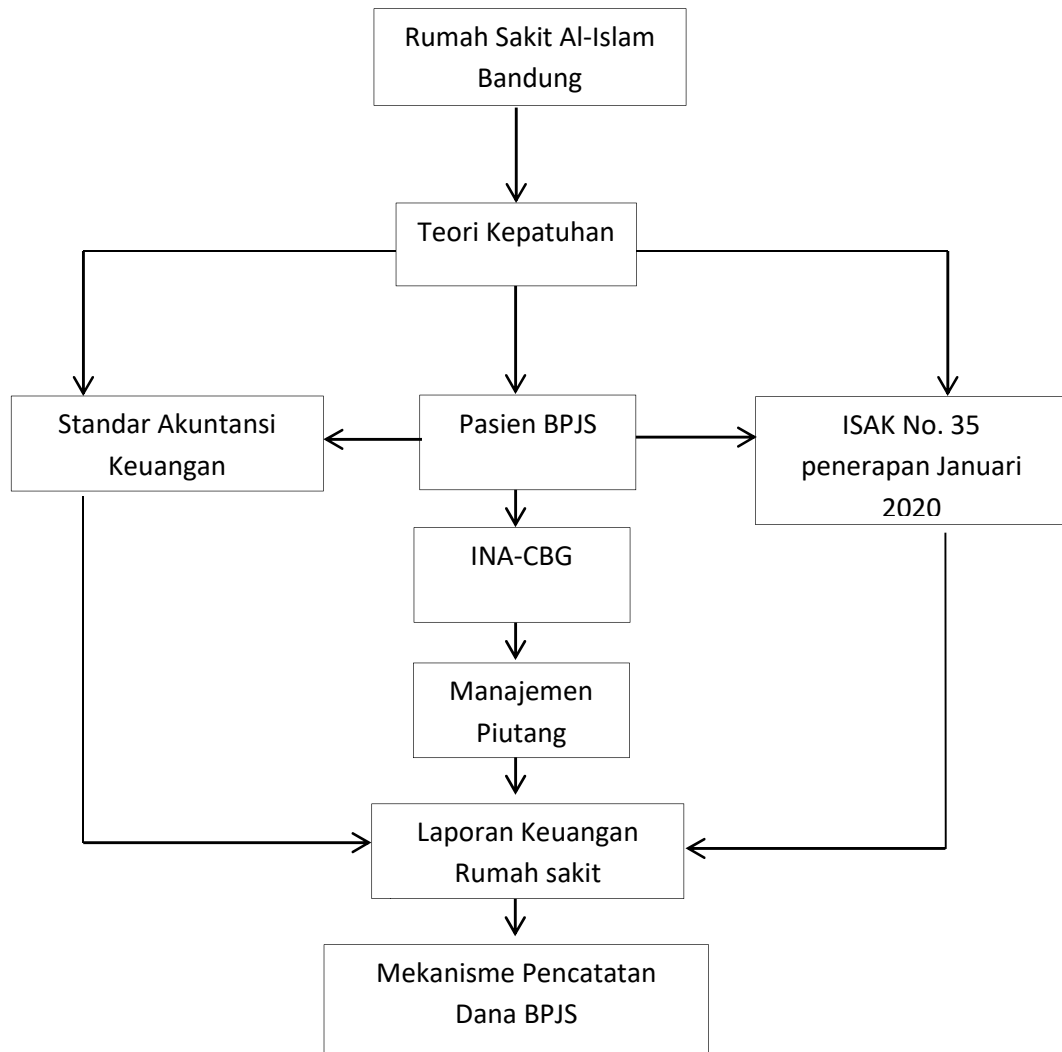 Rumah Sakit Al-Islam
Bandung
Teori Kepatuhan
Standar Akuntansi
Keuangan
Pasien BPJS
ISAK No. 35
penerapan Januari
2020
INA-CBG
Manajemen
Piutang
Laporan Keuangan
Rumah sakit
Mekanisme Pencatatan
Dana BPJS